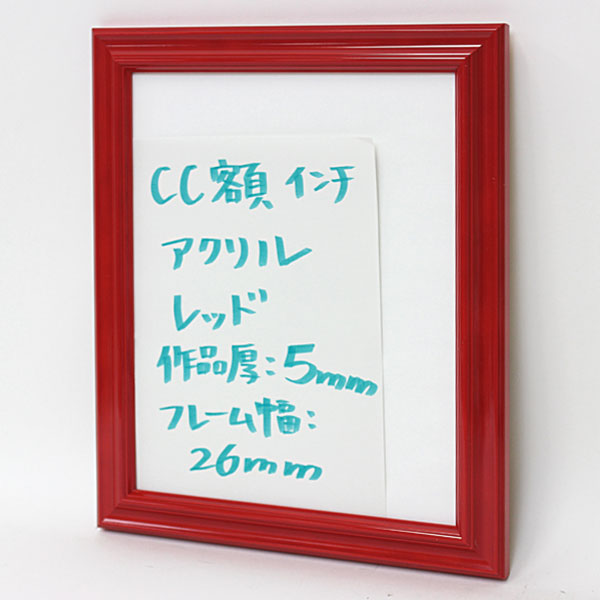 CC額 インチ
アクリル
レッド
作品厚:5mm
フレーム幅:
26mm